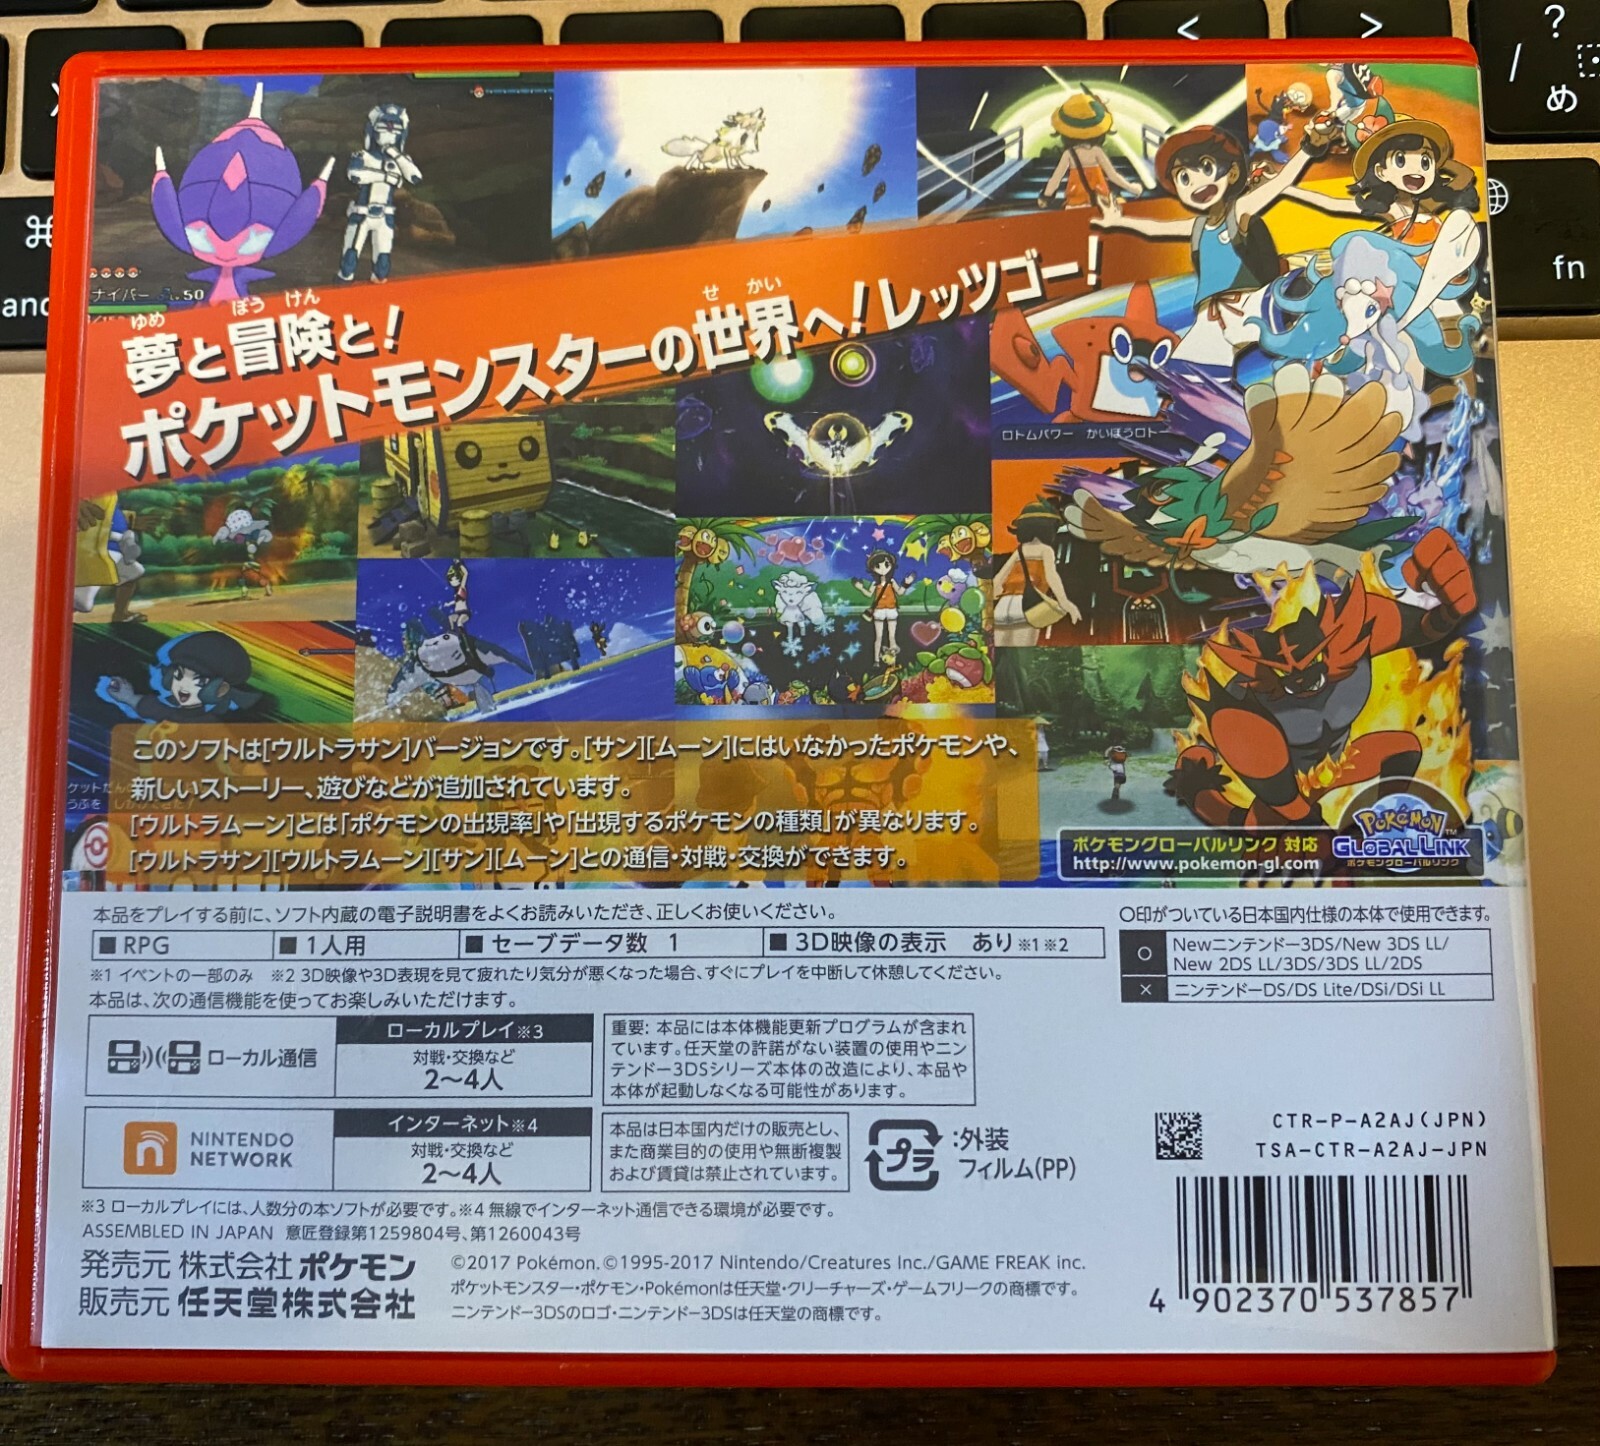 <
>
?
/
め
⌘
and
fn
ナイバー Lv.50
夢と冒険と!
ゆめ ぼう けん
ポケットモンスターの世界へ!レッツゴー!
せ かい
ロトムパワー かいほうロトー
このソフトは[ウルトラサン]バージョンです。[サン][ムーン]にはいなかったポケモンや、
新しいストーリー、遊びなどが追加されています。
[ウルトラムーン]とは「ポケモンの出現率」や「出現するポケモンの種類」が異なります。
[ウルトラサン][ウルトラムーン][サン][ムーン]との通信・対戦・交換ができます。
ポケモングローバルリンク 対応
http://www.pokemon-gl.com
POKéMON
GLOBAL LINK
ポケモングローバルリンク
本品をプレイする前に、ソフト内蔵の電子説明書をよくお読みいただき、正しくお使いください。
■RPG ■1人用 ■セーブデータ数 1 ■3D映像の表示 あり※1※2
※1 イベントの一部のみ ※2 3D映像や3D表現を見て疲れたり気分が悪くなった場合、すぐにプレイを中断して休憩してください。
本品は、次の通信機能を使ってお楽しみいただけます。
〇印がついている日本国内仕様の本体で使用できます。
〇 Newニンテンドー3DS/New 3DS LL/
New 2DS LL/3DS/3DS LL/2DS
× ニンテンドーDS/DS Lite/DSi/DSi LL
ローカル通信
ローカルプレイ※3
対戦・交換など
2〜4人
重要: 本品には本体機能更新プログラムが含まれ
ています。任天堂の許諾がない装置の使用やニン
テンドー3DSシリーズ本体の改造により、本品や
本体が起動しなくなる可能性があります。
NINTENDO
NETWORK
インターネット※4
対戦・交換など
2〜4人
本品は日本国内だけの販売とし、
また商業目的の使用や無断複製
および賃貸は禁止されています。
プラ
:外装
フィルム(PP)
CTR-P-A2AJ(JPN)
TSA-CTR-A2AJ-JPN
※3 ローカルプレイには、人数分の本ソフトが必要です。※4 無線でインターネット通信できる環境が必要です。
ASSEMBLED IN JAPAN 意匠登録第1259804号、第1260043号
発売元 株式会社ポケモン
販売元 任天堂株式会社
©2017 Pokémon. ©1995-2017 Nintendo/Creatures Inc./GAME FREAK inc.
ポケットモンスター・ポケモン・Pokémonは任天堂・クリーチャーズ・ゲームフリークの商標です。
ニンテンドー3DSのロゴ・ニンテンドー3DSは任天堂の商標です。
4 902370 537857